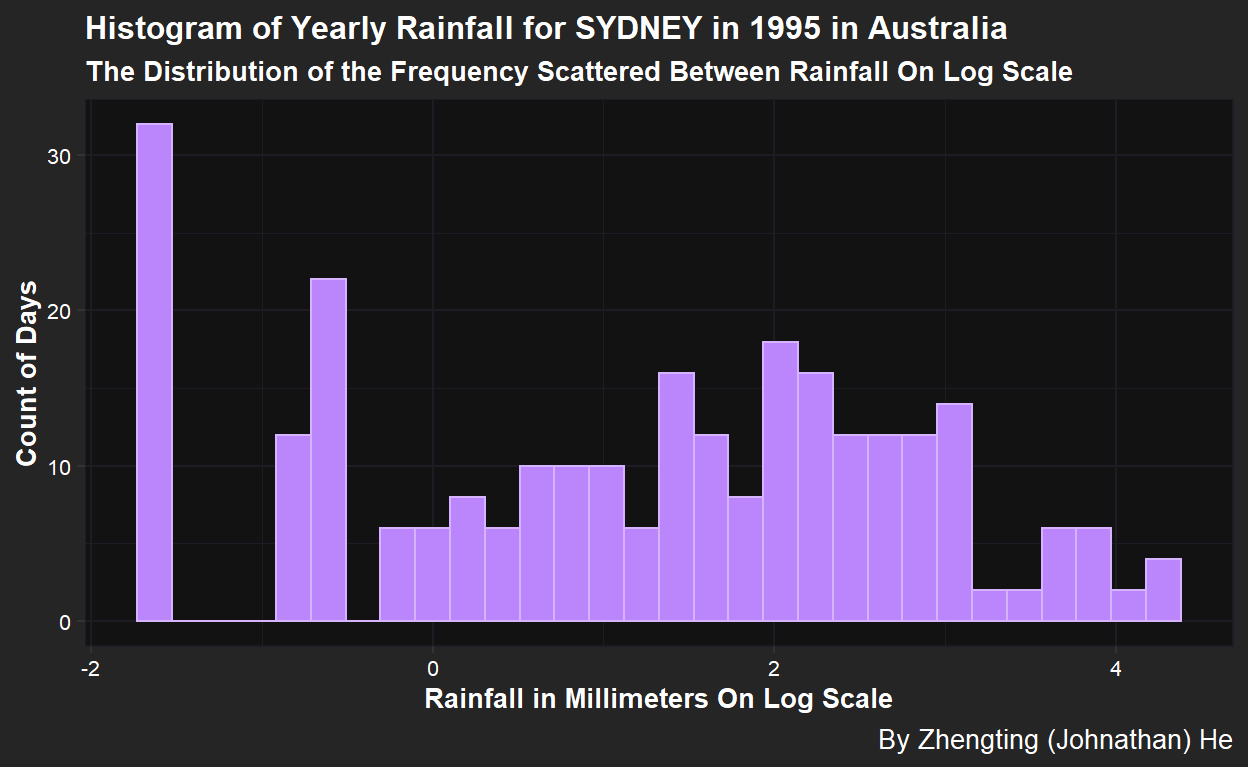 Histogram of Yearly Rainfall for SYDNEY in 1995 in Australia
The Distribution of the Frequency Scattered Between Rainfall On Log Scale
Count of Days
30
20
10
0
-2
0
2
4
Rainfall in Millimeters On Log Scale
By Zhengting (Johnathan) He